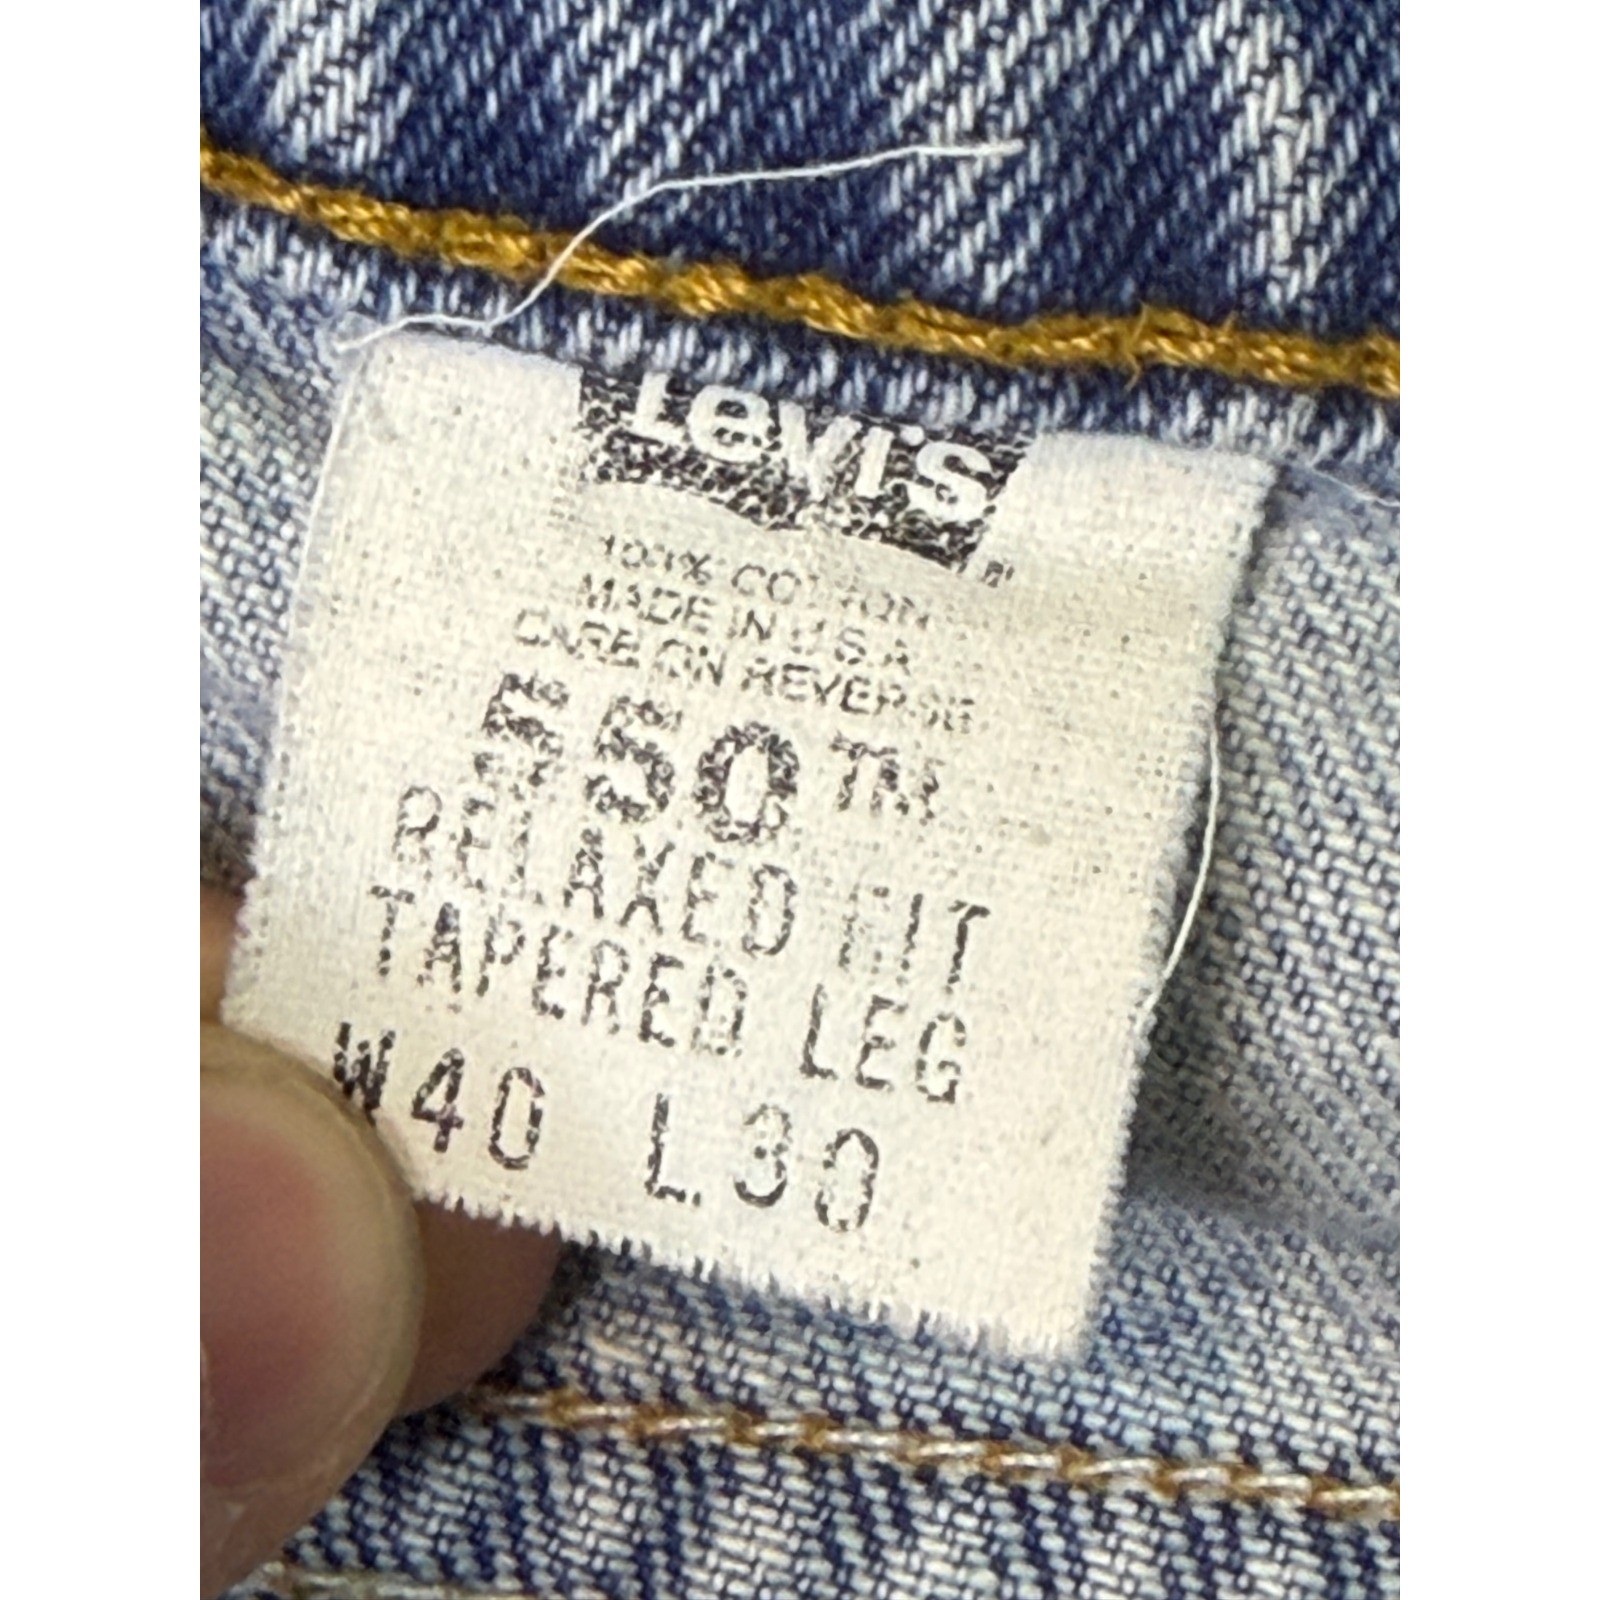 Levi's
100% COTTON
MADE IN U.S.A.
CARE ON REVERSE
550™
RELAXED FIT
TAPERED LEG
W40 L30